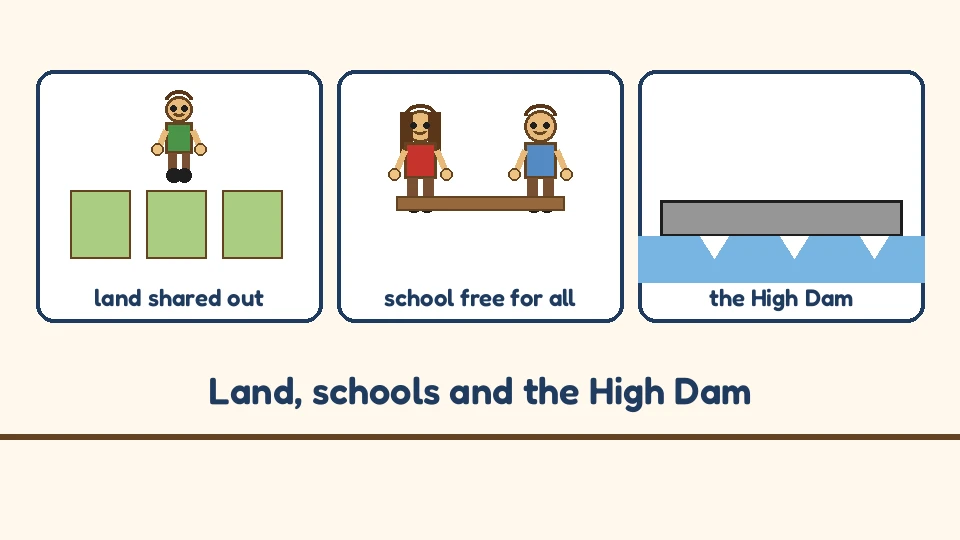 land shared out
school free for all
the High Dam
Land, schools and the High Dam